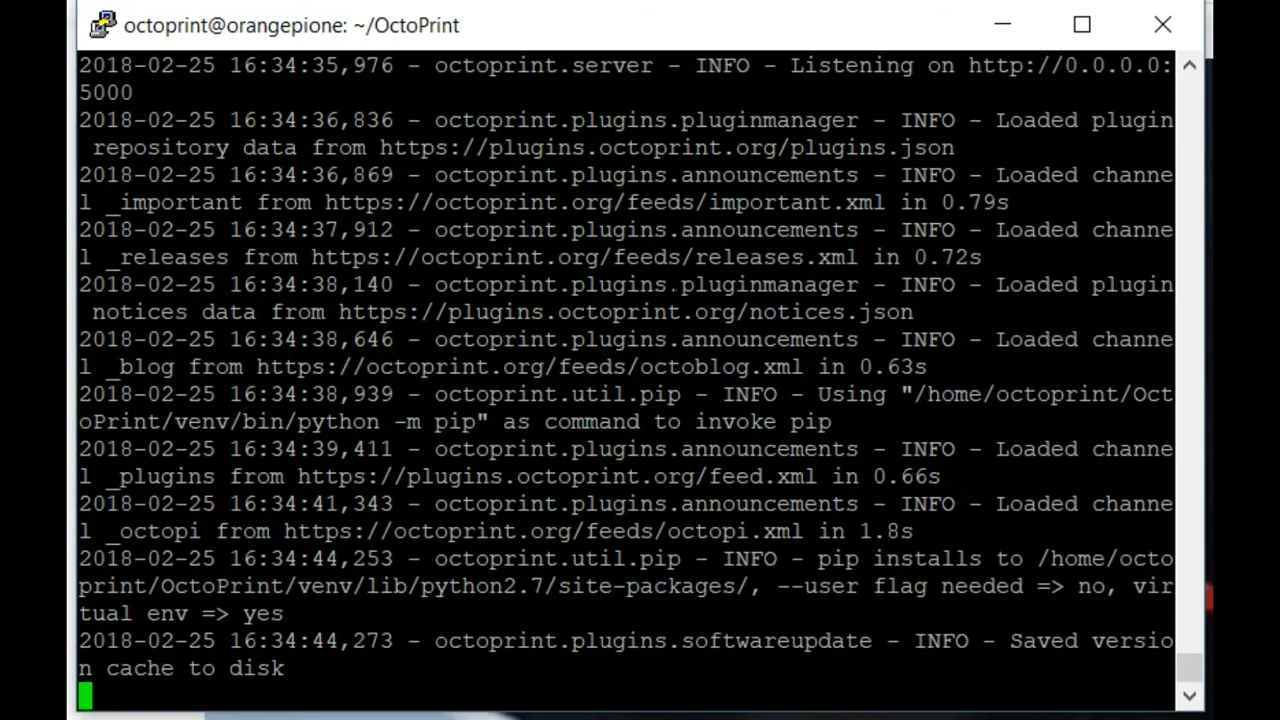 octoprint@orangepione: ~/OctoPrint
2018-02-25 16:34:35,976 - octoprint.server - INFO - Listening on http://0.0.0.0:
5000
2018-02-25 16:34:36,836 - octoprint.plugins.pluginmanager - INFO - Loaded plugin
 repository data from https://plugins.octoprint.org/plugins.json
2018-02-25 16:34:36,869 - octoprint.plugins.announcements - INFO - Loaded channe
l _important from https://octoprint.org/feeds/important.xml in 0.79s
2018-02-25 16:34:37,912 - octoprint.plugins.announcements - INFO - Loaded channe
l _releases from https://octoprint.org/feeds/releases.xml in 0.72s
2018-02-25 16:34:38,140 - octoprint.plugins.pluginmanager - INFO - Loaded plugin
 notices data from https://plugins.octoprint.org/notices.json
2018-02-25 16:34:38,646 - octoprint.plugins.announcements - INFO - Loaded channe
l _blog from https://octoprint.org/feeds/octoblog.xml in 0.63s
2018-02-25 16:34:38,939 - octoprint.util.pip - INFO - Using "/home/octoprint/Oct
oPrint/venv/bin/python -m pip" as command to invoke pip
2018-02-25 16:34:39,411 - octoprint.plugins.announcements - INFO - Loaded channe
l _plugins from https://plugins.octoprint.org/feed.xml in 0.66s
2018-02-25 16:34:41,343 - octoprint.plugins.announcements - INFO - Loaded channe
l _octopi from https://octoprint.org/feeds/octopi.xml in 1.8s
2018-02-25 16:34:44,253 - octoprint.util.pip - INFO - pip installs to /home/octo
print/OctoPrint/venv/lib/python2.7/site-packages/, --user flag needed => no, vir
tual env => yes
2018-02-25 16:34:44,273 - octoprint.plugins.softwareupdate - INFO - Saved versio
n cache to disk